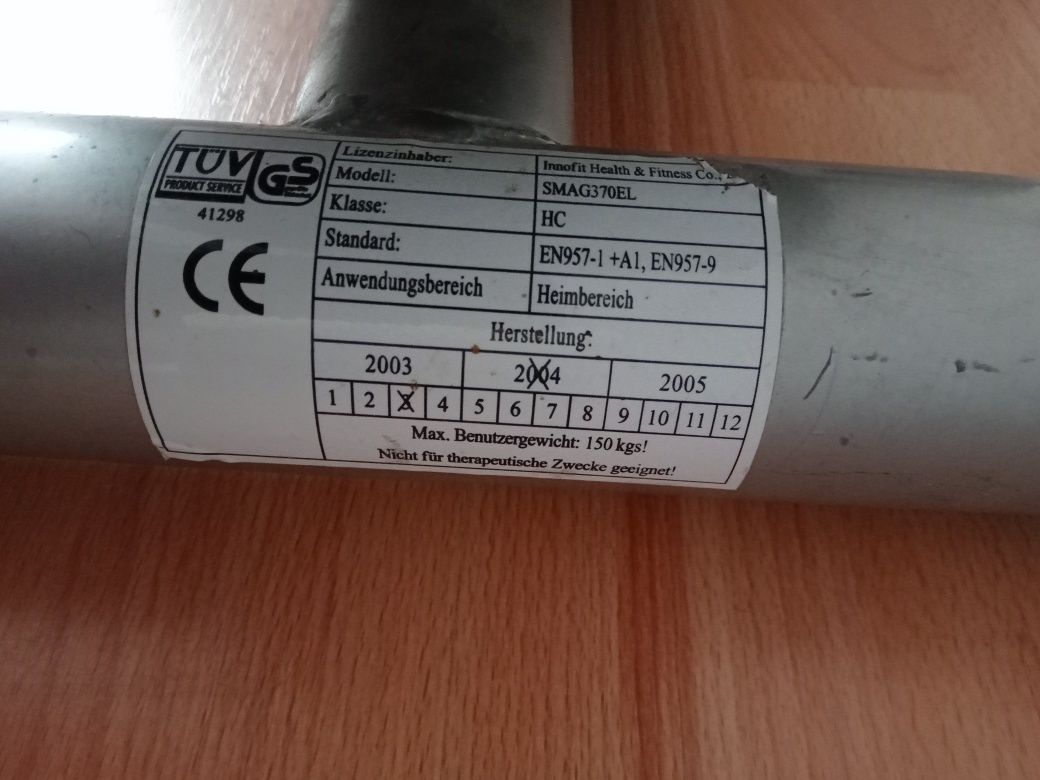 TÜV
PRODUCT SERVICE
GS
41298
CE
Lizenzinhaber: Innofit Health & Fitness Co.,
Modell: SMAG370EL
Klasse: HC
Standard: EN957-1 +A1, EN957-9
Anwendungsbereich Heimbereich
Herstellung:
2003 2004 2005
1 2 3 4 5 6 7 8 9 10 11 12
Max. Benutzergewicht: 150 kgs!
Nicht für therapeutische Zwecke geeignet!